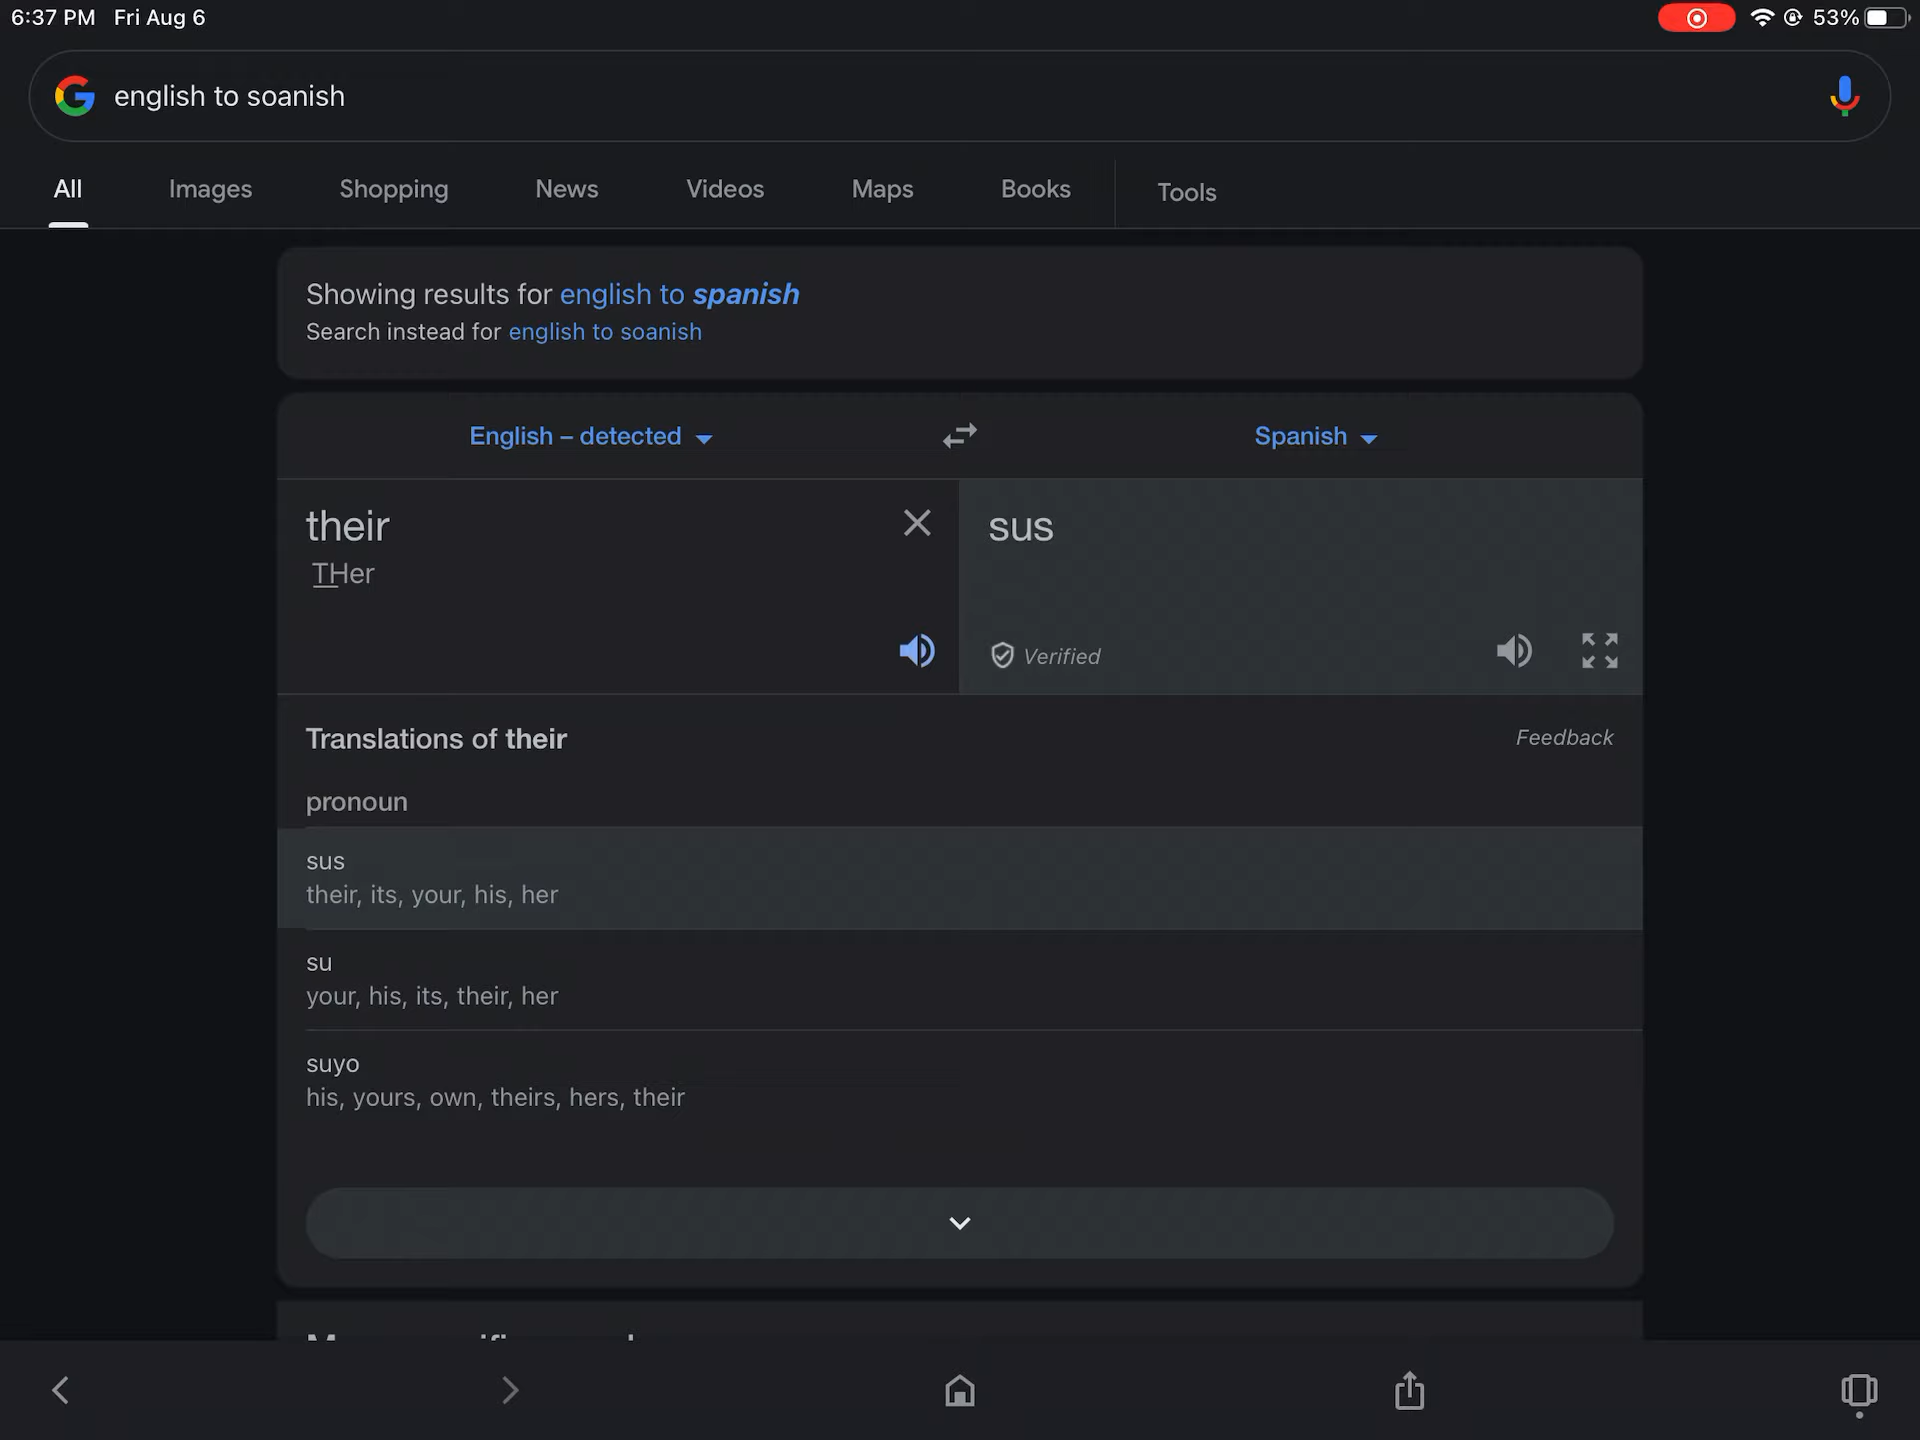 6:37 PM Fri Aug 6 53%
english to soanish
All Images Shopping News Videos Maps Books Tools
Showing results for english to spanish
Search instead for english to soanish
English – detected Spanish
their sus
THer
Verified
Translations of their Feedback
pronoun
sus
their, its, your, his, her
su
your, his, its, their, her
suyo
his, yours, own, theirs, hers, their